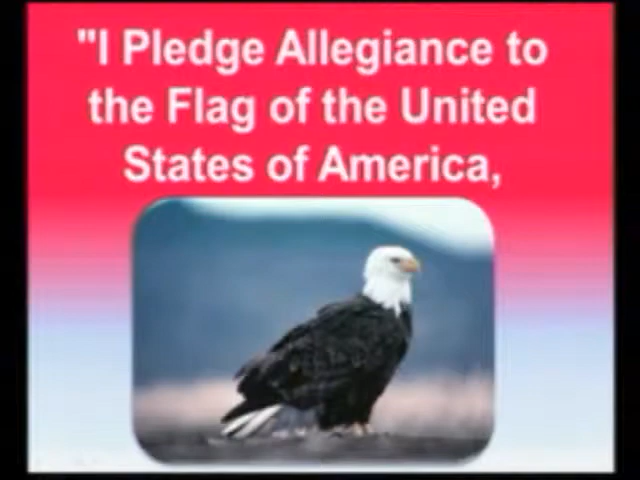 "I Pledge Allegiance to
the Flag of the United
States of America,